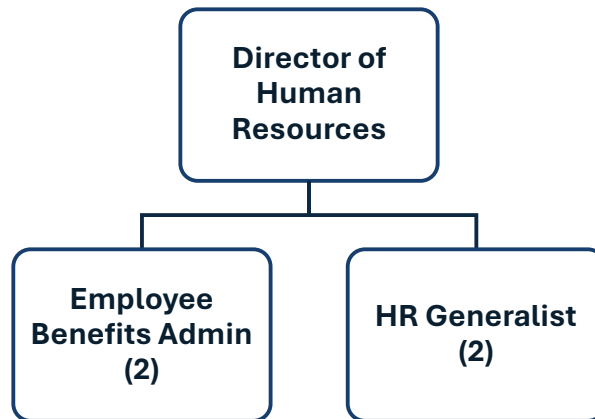 Director of
Human
Resources
Employee
Benefits Admin
(2)
HR Generalist
(2)